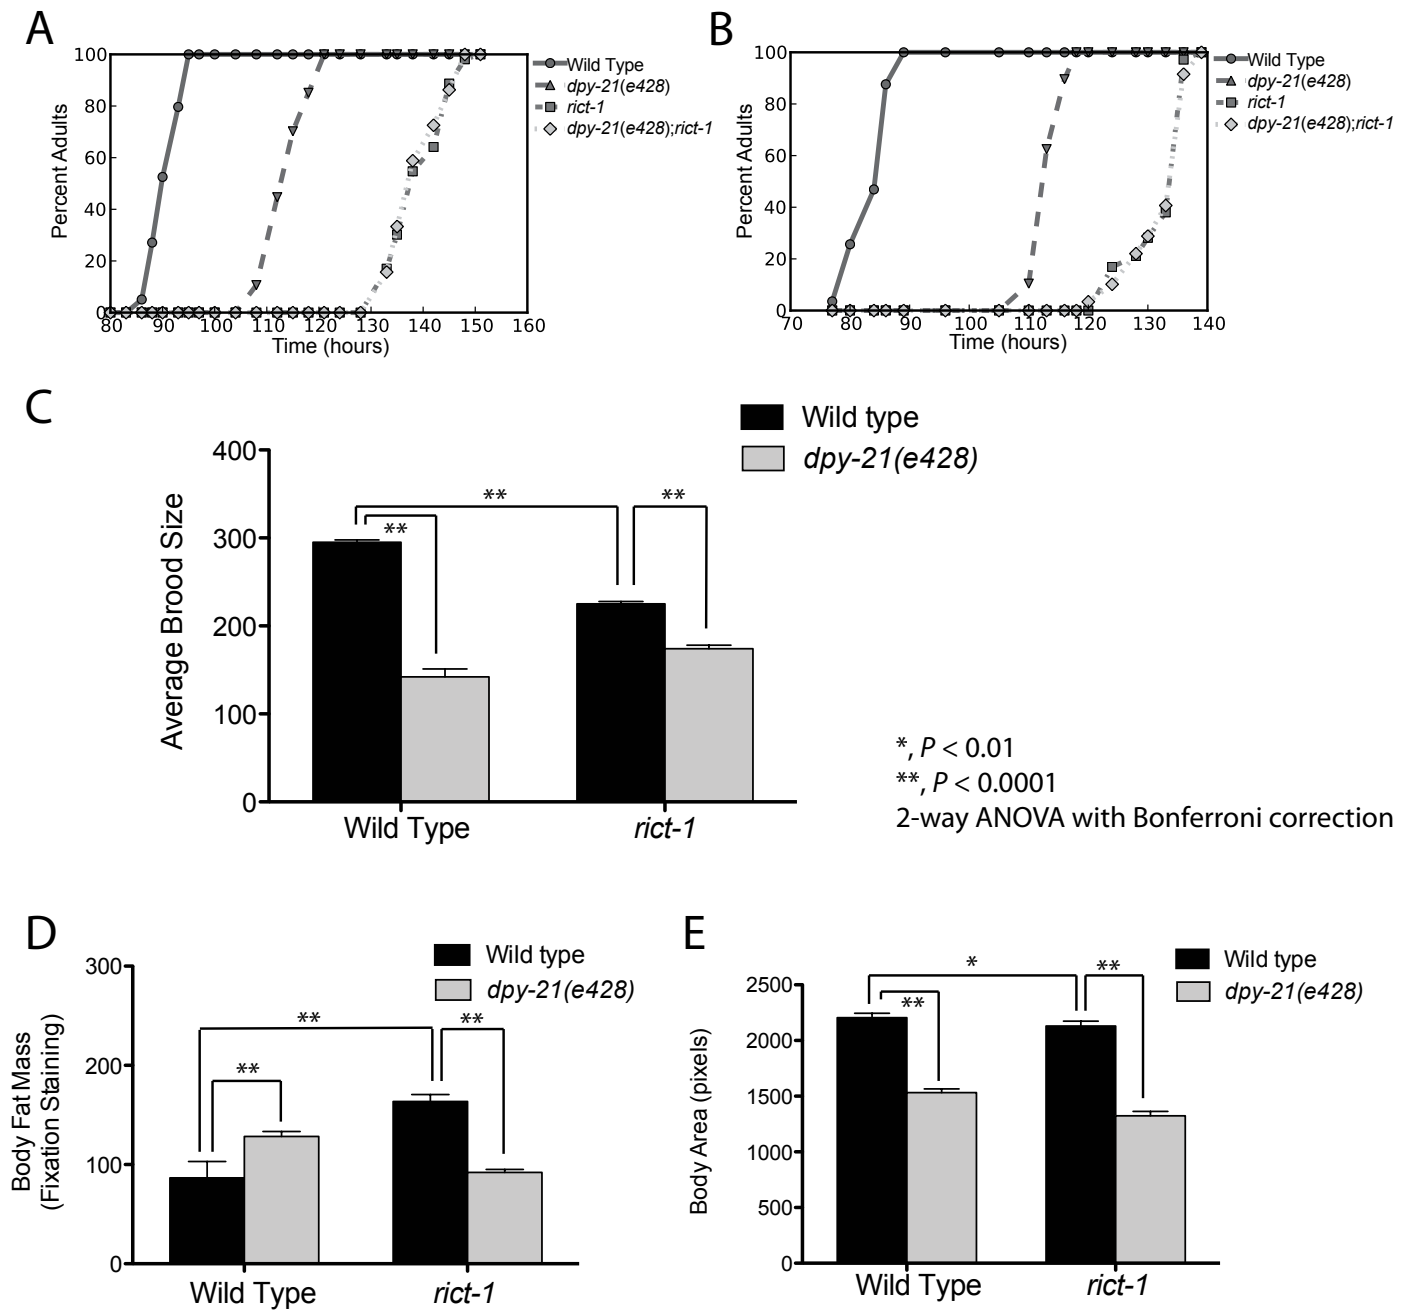 A
Percent Adults
100
80
60
40
20
0
80 90 100 110 120 130 140 150 160
Time (hours)
Wild Type
dpy-21(e428)
rict-1
dpy-21(e428);rict-1
B
Percent Adults
100
80
60
40
20
0
70 80 90 100 110 120 130 140
Time (hours)
Wild Type
dpy-21(e428)
rict-1
dpy-21(e428);rict-1
C
Wild type
dpy-21(e428)
Average Brood Size
400
300
200
100
0
** ** **
Wild Type rict-1
*, P < 0.01
**, P < 0.0001
2-way ANOVA with Bonferroni correction
D
Wild type
dpy-21(e428)
Body Fat Mass
(Fixation Staining)
300
200
100
0
** ** **
Wild Type rict-1
E
Wild type
dpy-21(e428)
Body Area (pixels)
2500
2000
1500
1000
500
0
* ** **
Wild Type rict-1